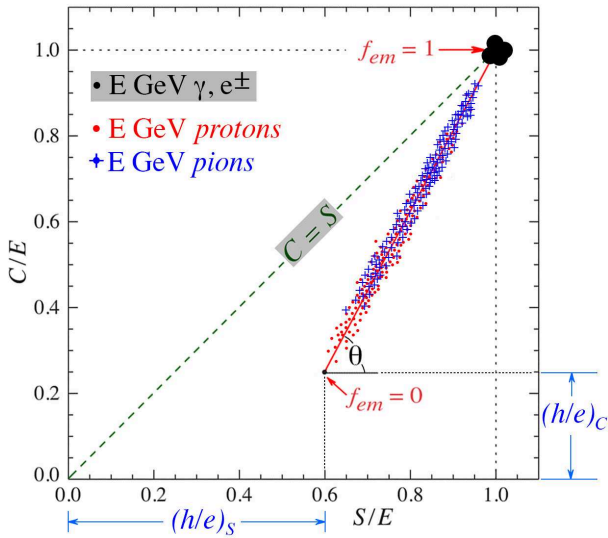 1.0
0.8
0.6
0.4
0.2
0.0
C/E
f_em = 1
• E GeV γ, e±
• E GeV protons
+ E GeV pions
C = S
θ
f_em = 0
(h/e)_C
0.0 0.2 0.4 0.6 0.8 1.0
(h/e)_S S/E